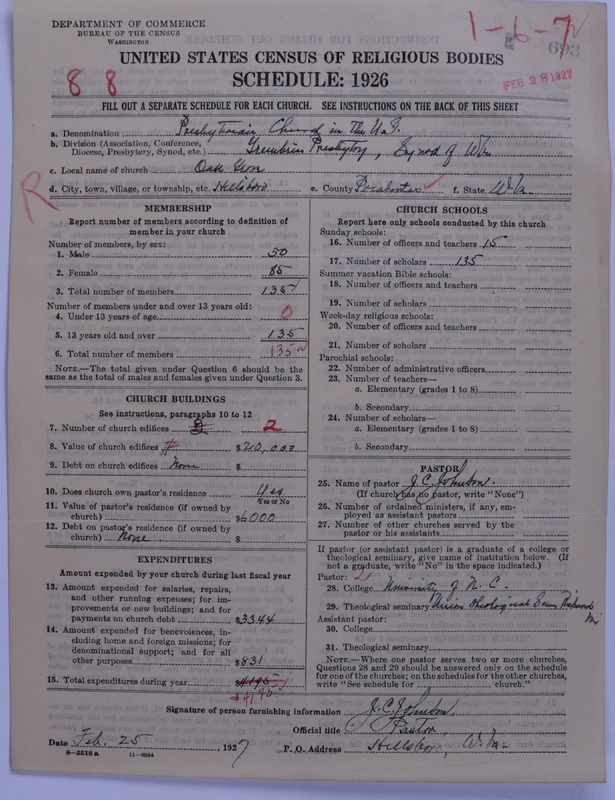 DEPARTMENT OF COMMERCE
BUREAU OF THE CENSUS
WASHINGTON
1-6-7
693
UNITED STATES CENSUS OF RELIGIOUS BODIES
8 8
SCHEDULE: 1926
FEB 28 1927
FILL OUT A SEPARATE SCHEDULE FOR EACH CHURCH. SEE INSTRUCTIONS ON THE BACK OF THIS SHEET
a. Denomination Presbyterian Church in the U.S.
b. Division (Association, Conference, Diocese, Presbytery, Synod, etc.) Greenbrier Presbytery, Synod of W.Va
c. Local name of church Oak Grove
R
d. City, town, village, or township, etc. Hillsboro e. County Pocahontas f. State W.Va.
MEMBERSHIP
Report number of members according to definition of member in your church
Number of members, by sex:
1. Male 50
2. Female 85
3. Total number of members 135
Number of members under and over 13 years old:
4. Under 13 years of age 0
5. 13 years old and over 135
6. Total number of members 135
NOTE.—The total given under Question 6 should be the same as the total of males and females given under Question 3.
CHURCH BUILDINGS
See instructions, paragraphs 10 to 12
7. Number of church edifices 2
8. Value of church edifices $20,000
9. Debt on church edifices None $
10. Does church own pastor's residence Yes
Yes or No
11. Value of pastor's residence (if owned by church) $6000
12. Debt on pastor's residence (if owned by church) None $
EXPENDITURES
Amount expended by your church during last fiscal year
13. Amount expended for salaries, repairs, and other running expenses; for improvements or new buildings; and for payments on church debt $3344
14. Amount expended for benevolences, including home and foreign missions; for denominational support; and for all other purposes $831
15. Total expenditures during year $4195
CHURCH SCHOOLS
Report here only schools conducted by this church
Sunday schools:
16. Number of officers and teachers 15
17. Number of scholars 135
Summer vacation Bible schools:
18. Number of officers and teachers
19. Number of scholars
Week-day religious schools:
20. Number of officers and teachers
21. Number of scholars
Parochial schools:
22. Number of administrative officers
23. Number of teachers—
a. Elementary (grades 1 to 8)
b. Secondary
24. Number of scholars—
a. Elementary (grades 1 to 8)
b. Secondary
PASTOR
25. Name of pastor J.C. Johnston.
(If church has no pastor, write "None")
26. Number of ordained ministers, if any, employed as assistant pastors
27. Number of other churches served by the pastor or his assistants
If pastor (or assistant pastor) is a graduate of a college or theological seminary, give name of institution below. (If not a graduate, write "No" in the space indicated.)
Pastor:
28. College University of N.C.
29. Theological seminary Union Theological Sem Richmond
Assistant pastor:
30. College
31. Theological seminary
NOTE.—Where one pastor serves two or more churches, Questions 28 and 29 should be answered only on the schedule for one of the churches; on the schedules for the other churches, write "See schedule for church."
Signature of person furnishing information J.C. Johnston.
Official title Pastor.
Date Feb. 25, 1927 P.O. Address Hillsboro, W.Va
8-5518a 11-9054